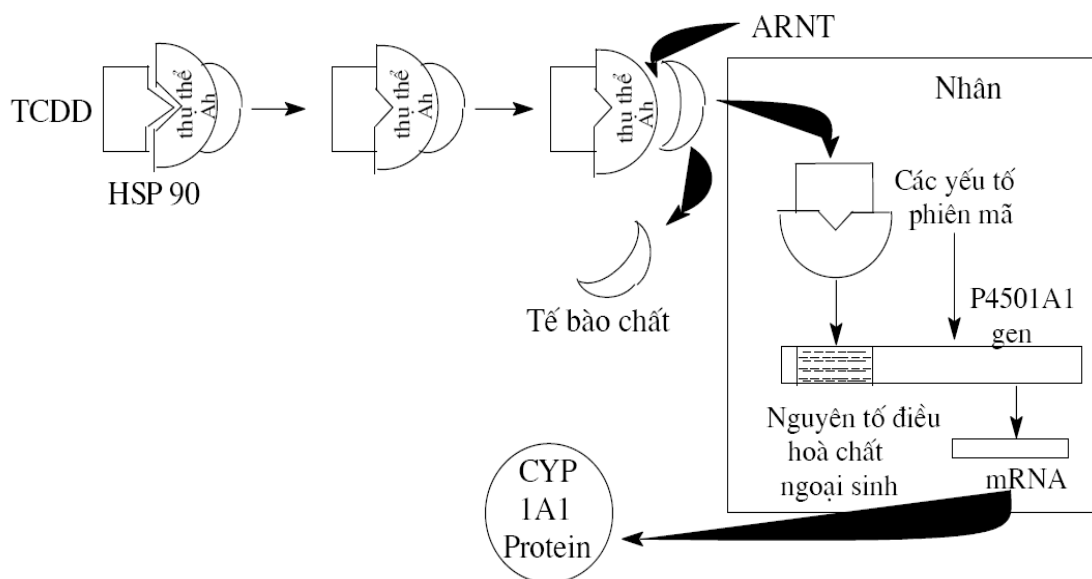 ARNT
TCDD
thụ thể
Ah
HSP 90
thụ thể
Ah
thụ thể
Ah
Tế bào chất
Nhân
Các yếu tố
phiên mã
P4501A1
gen
Nguyên tố điều
hoà chất
ngoại sinh
mRNA
CYP
1A1
Protein